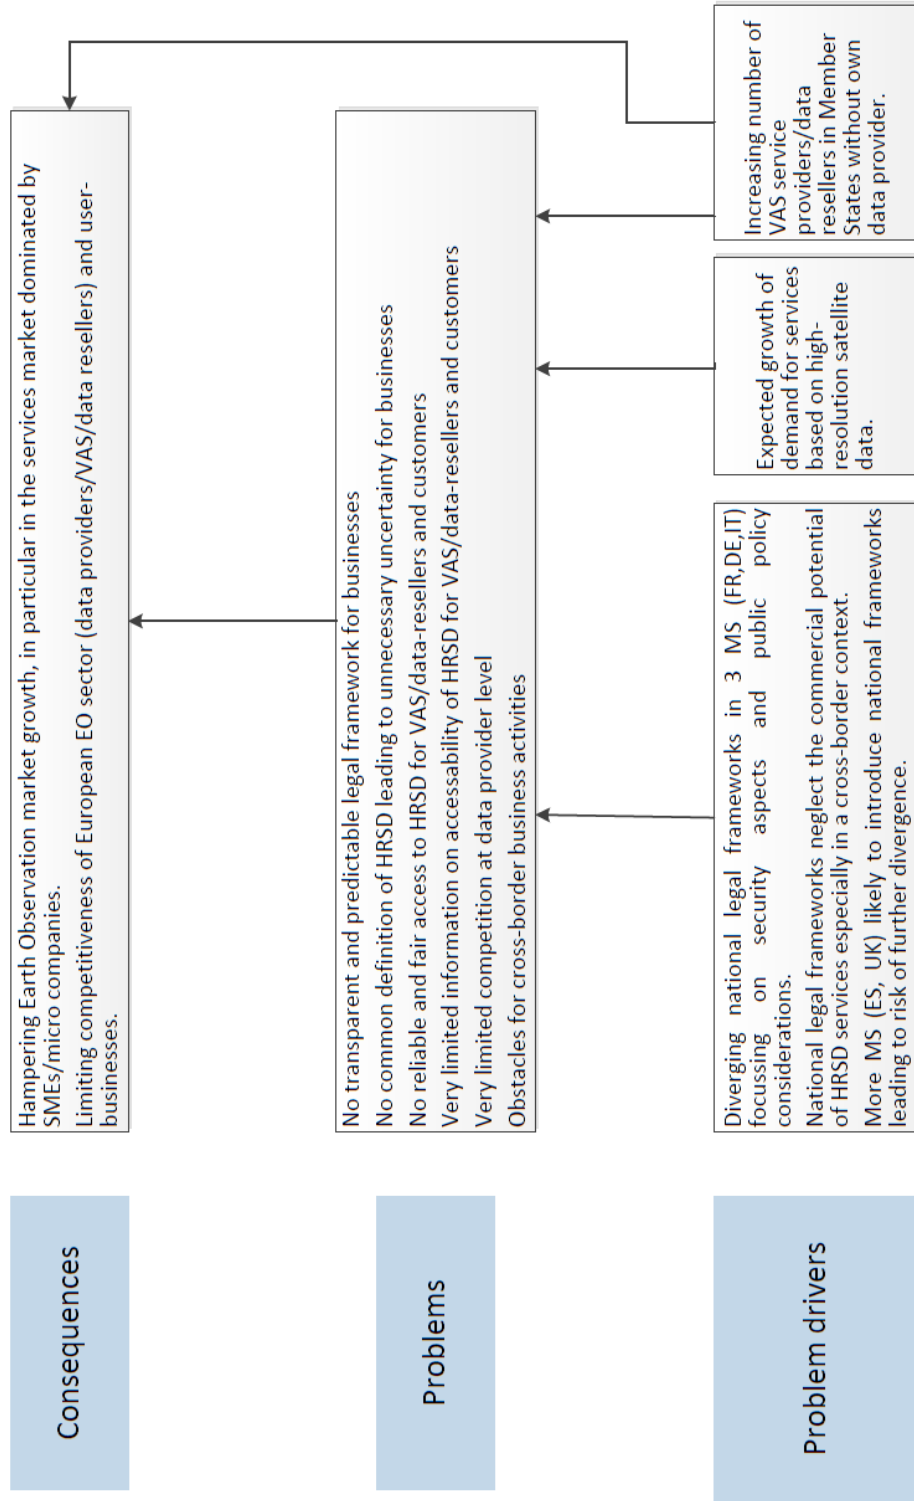 Consequences
Hampering Earth Observation market growth, in particular in the services market dominated by
SMEs/micro companies.
Limiting competitiveness of European EO sector (data providers/VAS/data resellers) and user-
businesses.
Problems
No transparent and predictable legal framework for businesses
No common definition of HRSD leading to unnecessary uncertainty for businesses
No reliable and fair access to HRSD for VAS/data-resellers and customers
Very limited information on accessability of HRSD for VAS/data-resellers and customers
Very limited competition at data provider level
Obstacles for cross-border business activities
Problem drivers
Diverging national legal frameworks in 3 MS (FR,DE,IT)
focussing on security aspects and public policy
considerations.
National legal frameworks neglect the commercial potential
of HRSD services especially in a cross-border context.
More MS (ES, UK) likely to introduce national frameworks
leading to risk of further divergence.
Expected growth of
demand for services
based on high-
resolution satellite
data.
Increasing number of
VAS service
providers/data
resellers in Member
States without own
data provider.